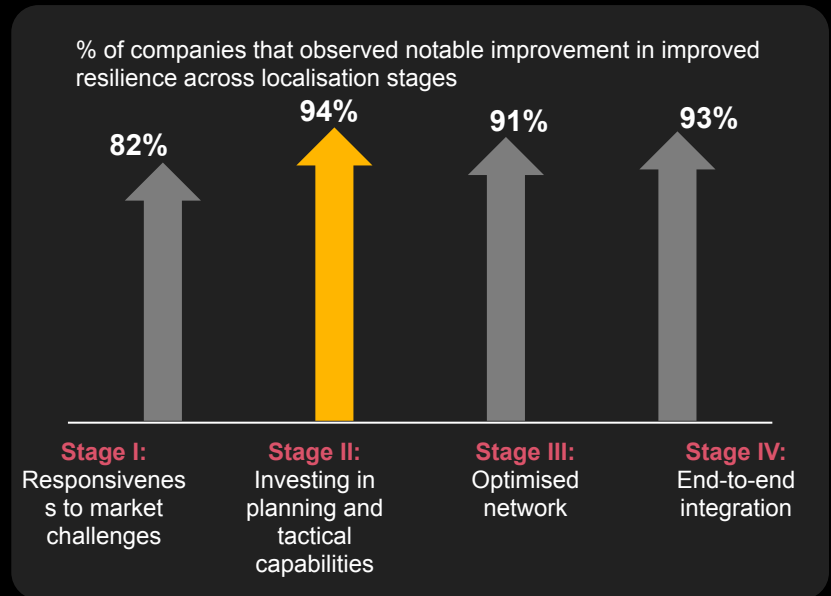 % of companies that observed notable improvement in improved
resilience across localisation stages
82%
94%
91%
93%
Stage I:
Responsivenes
s to market
challenges
Stage II:
Investing in
planning and
tactical
capabilities
Stage III:
Optimised
network
Stage IV:
End-to-end
integration